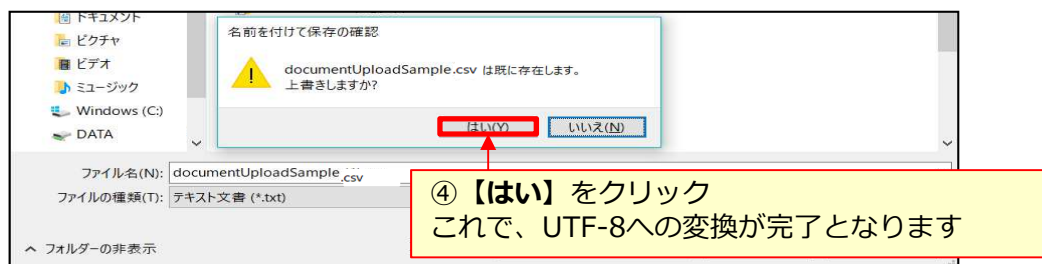 ドキュメント
ピクチャ
ビデオ
ミュージック
Windows (C:)
DATA
名前を付けて保存の確認
documentUploadSample.csv は既に存在します。
上書きしますか?
はい(Y)
いいえ(N)
ファイル名(N): documentUploadSample .csv
ファイルの種類(T): テキスト文書 (*.txt)
④【はい】をクリック
これで、UTF-8への変換が完了となります
フォルダーの非表示